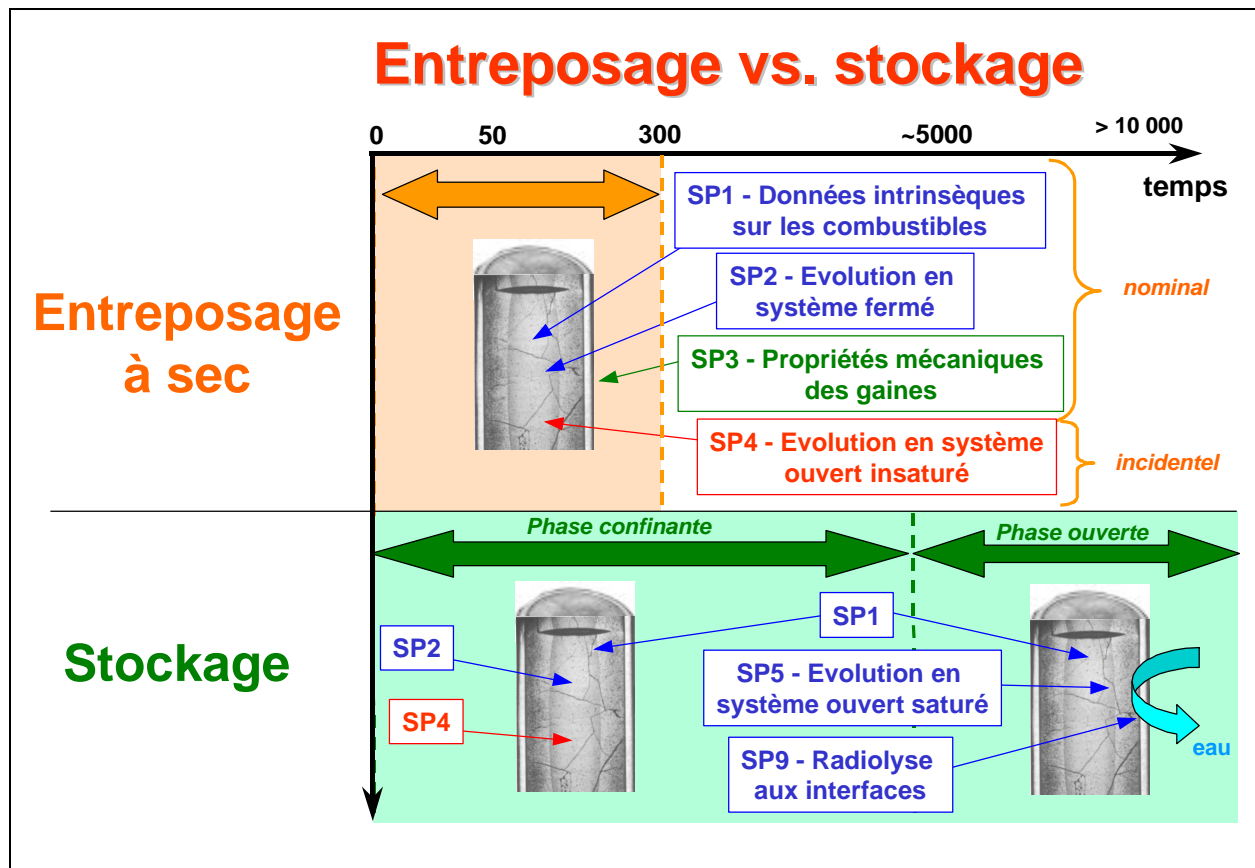 Entreposage vs. stockage
0
50
300
~5000
> 10 000
temps
SP1 - Données intrinsèques
sur les combustibles
SP2 - Evolution en
système fermé
nominal
Entreposage
à sec
SP3 - Propriétés mécaniques
des gaines
SP4 - Evolution en système
ouvert insaturé
incidentel
Phase confinante
Phase ouverte
Stockage
SP2
SP4
SP1
SP5 - Evolution en
système ouvert saturé
SP9 - Radiolyse
aux interfaces
eau